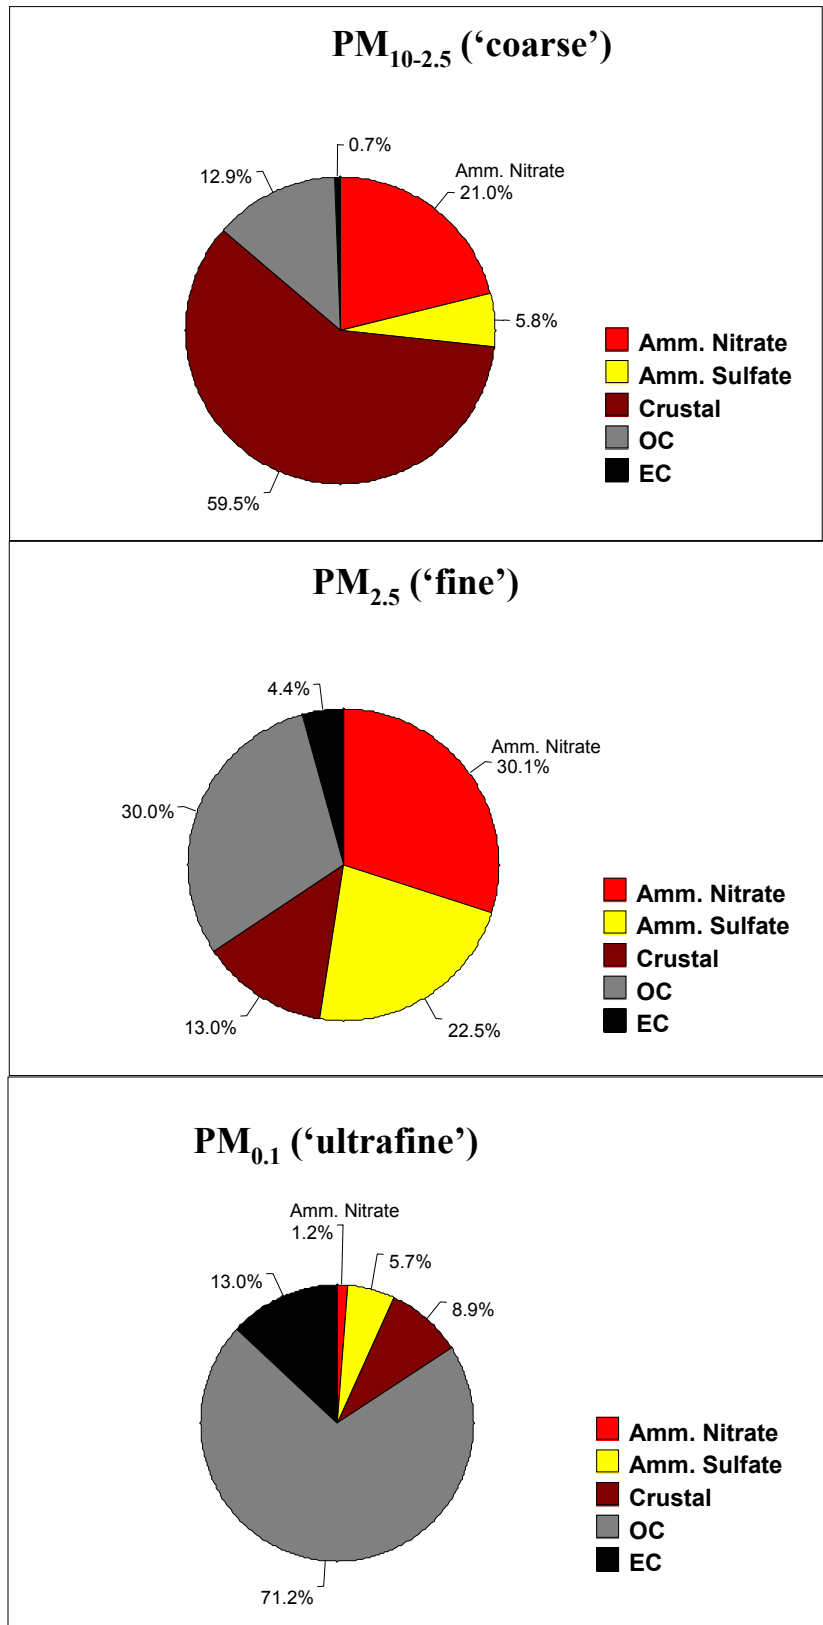 PM10-2.5 (‘coarse’)
0.7%
Amm. Nitrate
21.0%
12.9%
5.8%
59.5%
Amm. Nitrate
Amm. Sulfate
Crustal
OC
EC
PM2.5 (‘fine’)
4.4%
Amm. Nitrate
30.1%
30.0%
13.0%
22.5%
Amm. Nitrate
Amm. Sulfate
Crustal
OC
EC
PM0.1 (‘ultrafine’)
Amm. Nitrate
1.2%
5.7%
13.0%
8.9%
71.2%
Amm. Nitrate
Amm. Sulfate
Crustal
OC
EC